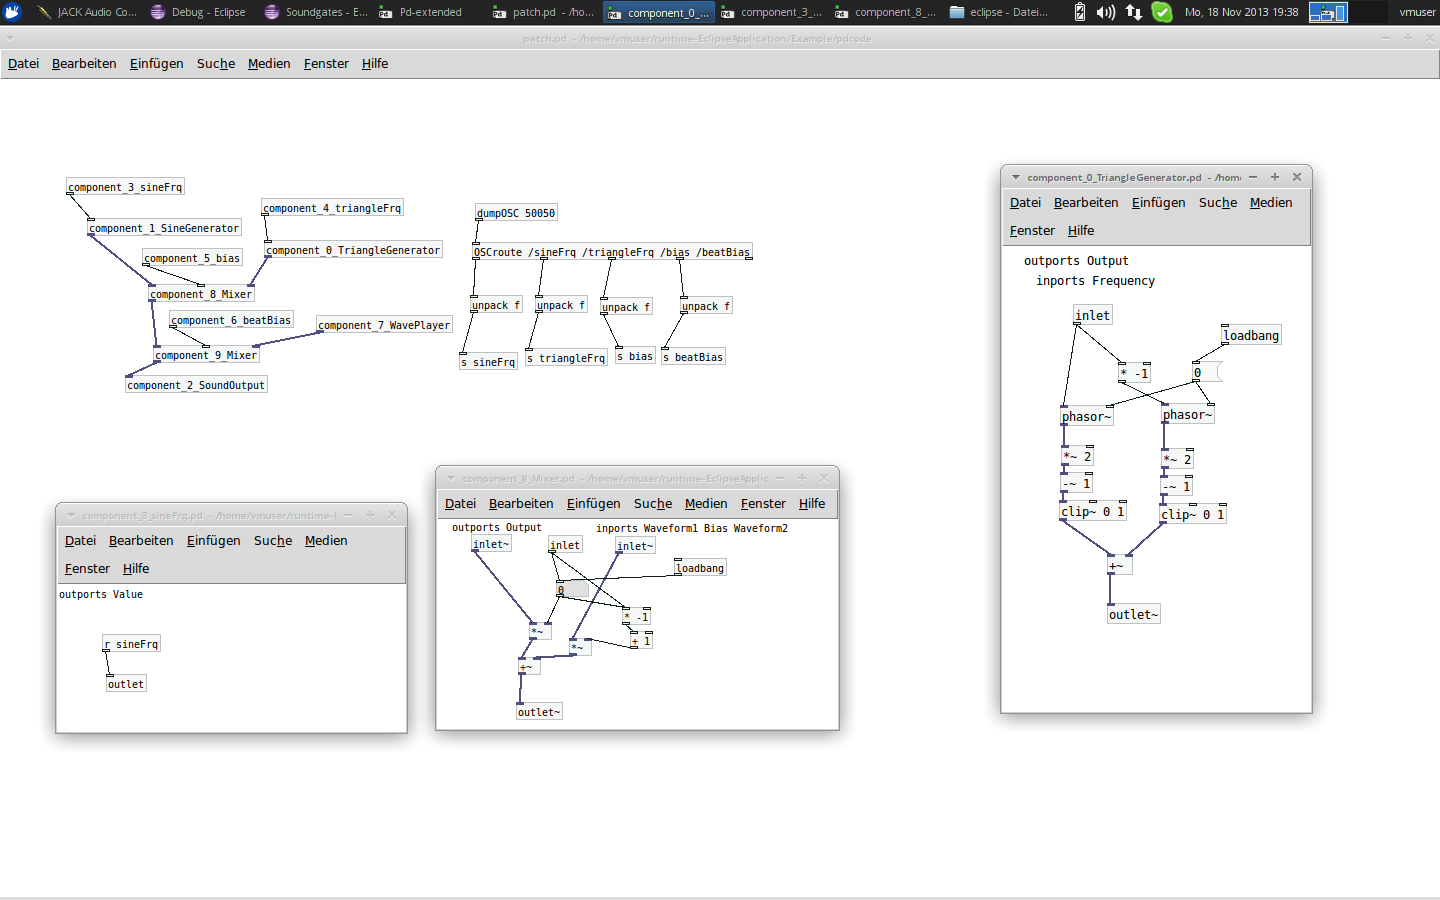 JACK Audio Co...
Debug - Eclipse
Soundgates - E...
Pd-extended
patch.pd - /ho...
component_0_...
component_3_...
component_8_...
eclipse - Datei...
Mo, 18 Nov 2013 19:38
vmuser
patch.pd - /home/vmuser/runtime-EclipseApplication/Example/pdcode
Datei Bearbeiten Einfügen Suche Medien Fenster Hilfe
component_3_sineFrq
component_1_SineGenerator
component_4_triangleFrq
component_0_TriangleGenerator
component_5_bias
component_8_Mixer
component_6_beatBias
component_7_WavePlayer
component_9_Mixer
component_2_SoundOutput
dumpOSC 50050
OSCroute /sineFrq /triangleFrq /bias /beatBias
unpack f
unpack f
unpack f
unpack f
s sineFrq
s triangleFrq
s bias
s beatBias
component_3_sineFrq.pd - /home/vmuser/runtime-
Datei Bearbeiten Einfügen Suche Medien
Fenster Hilfe
outports Value
r sineFrq
outlet
component_8_Mixer.pd - /home/vmuser/runtime-EclipseApplic
Datei Bearbeiten Einfügen Suche Medien Fenster Hilfe
outports Output
inports Waveform1 Bias Waveform2
inlet~
inlet
inlet~
loadbang
0
* -1
*~
+ 1
*~
+~
outlet~
component_0_TriangleGenerator.pd - /home
Datei Bearbeiten Einfügen Suche Medien
Fenster Hilfe
outports Output
inports Frequency
inlet
loadbang
* -1
0
phasor~
phasor~
*~ 2
*~ 2
-~ 1
-~ 1
clip~ 0 1
clip~ 0 1
+~
outlet~